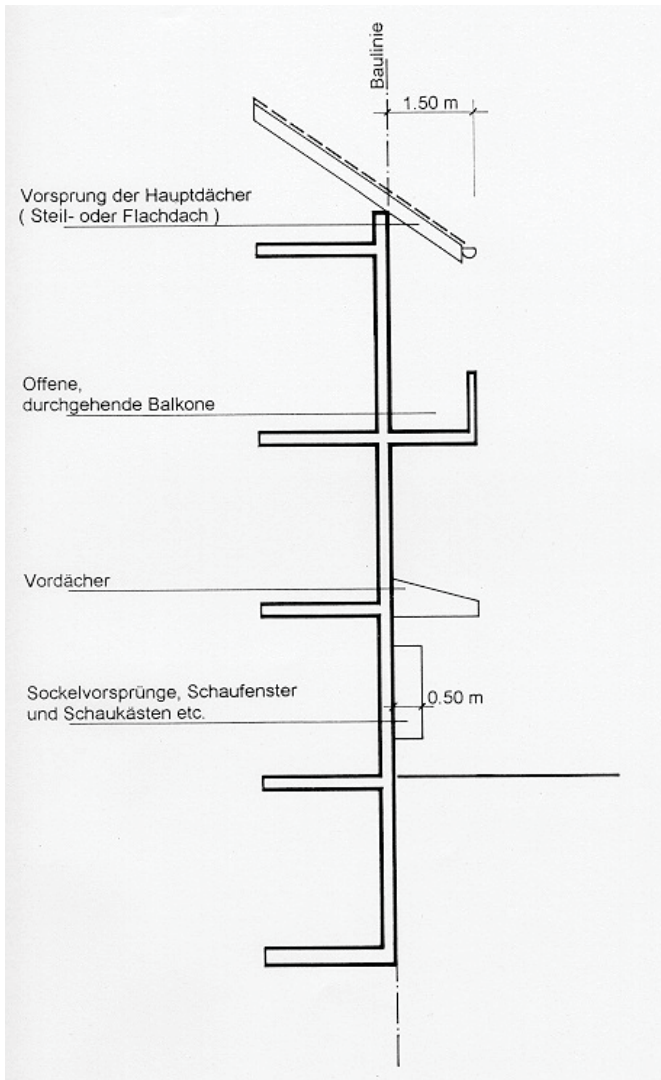 Baulinie
1.50 m
Vorsprung der Hauptdächer
( Steil- oder Flachdach )
Offene,
durchgehende Balkone
Vordächer
Sockelvorsprünge, Schaufenster
und Schaukästen etc.
0.50 m